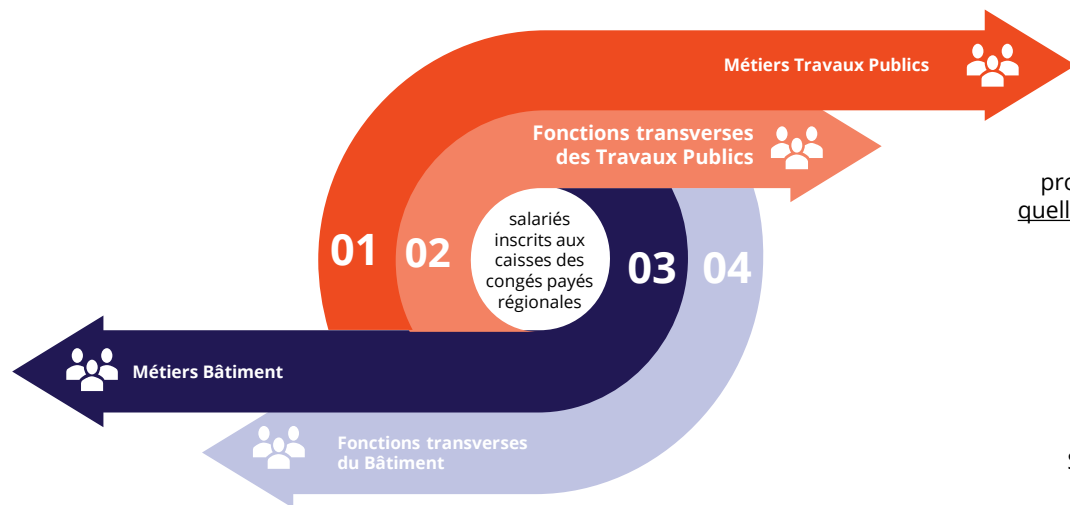 Métiers Travaux Publics
Fonctions transverses
des Travaux Publics
01
02
salariés
inscrits aux
caisses des
congés payés
régionales
03
04
Métiers Bâtiment
Fonctions transverses
du Bâtiment